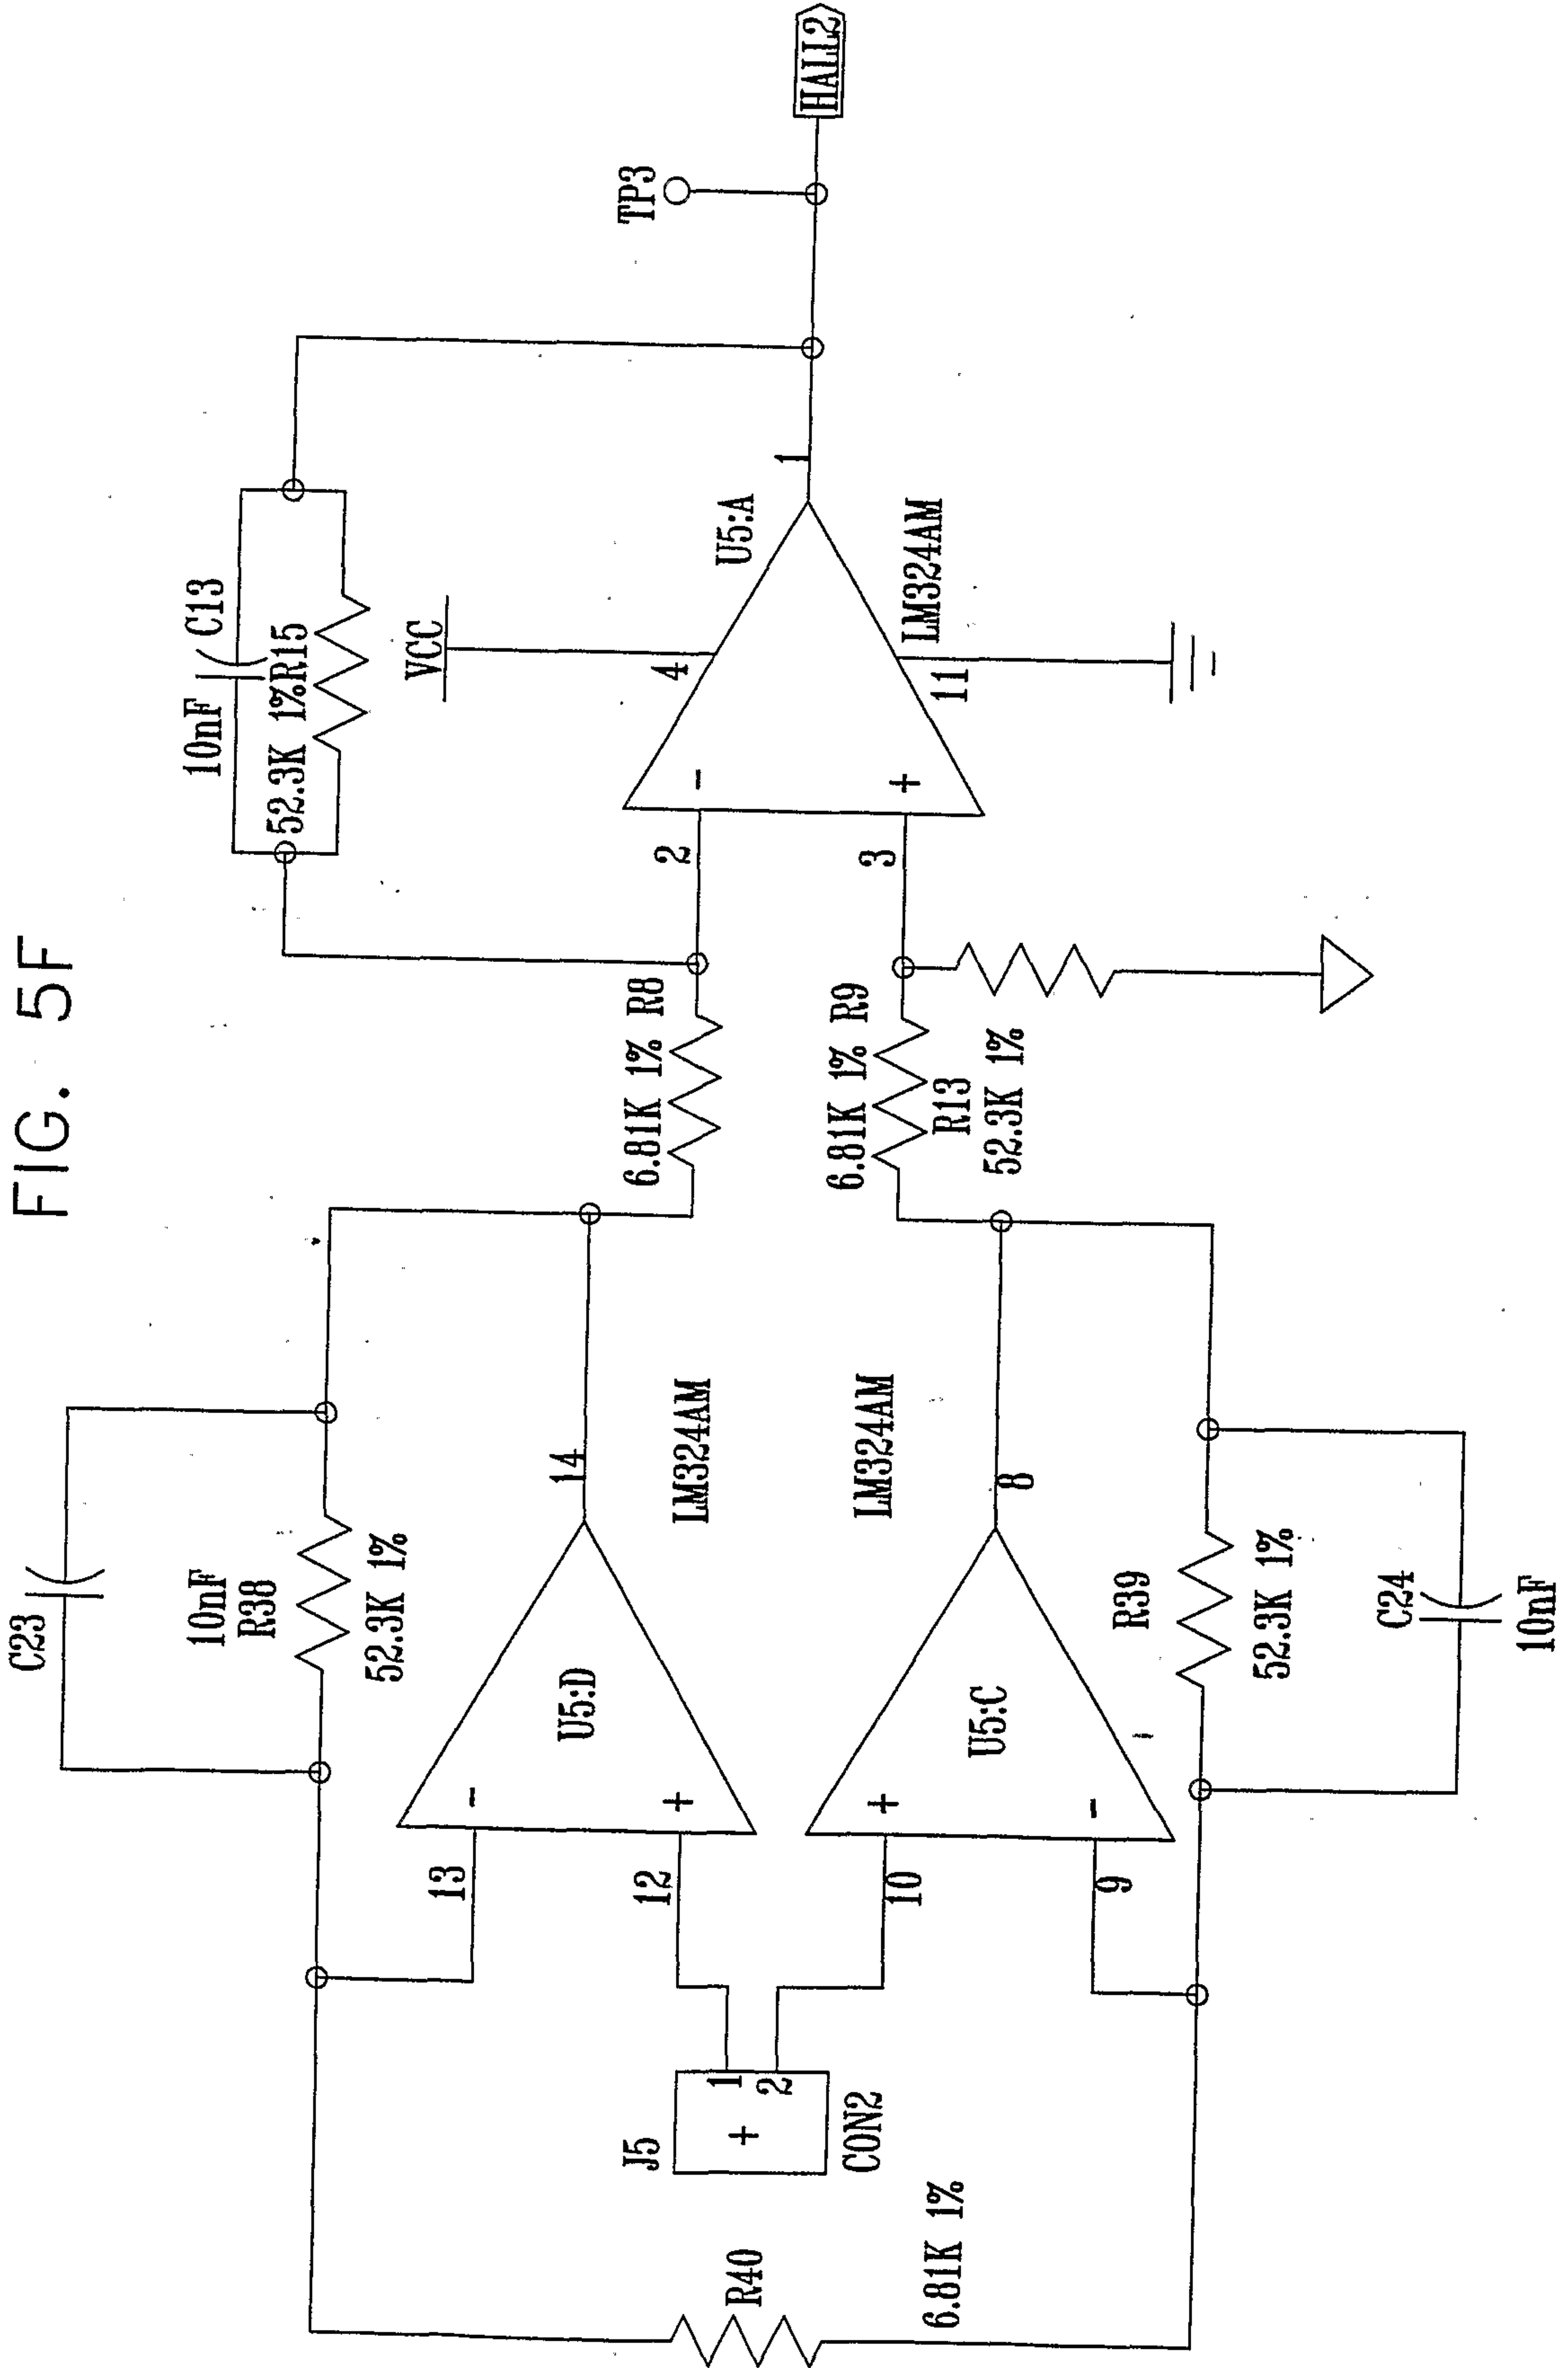 FIG. 5F
C23
10nF
R38
52.3K 1%
14
U5:D
-
+
13
12
LM324AM
LM324AM
8
U5:C
+
-
10
9
R39
52.3K 1%
C24
10nF
J5
+
1
2
CON2
R40
6.81K 1%
6.81K 1% R8
6.81K 1% R9
R13
52.3K 1%
10nF C13
52.3K 1% R15
VCC
4
2
3
-
+
11
U5:A
LM324AM
1
TP3
HALL2